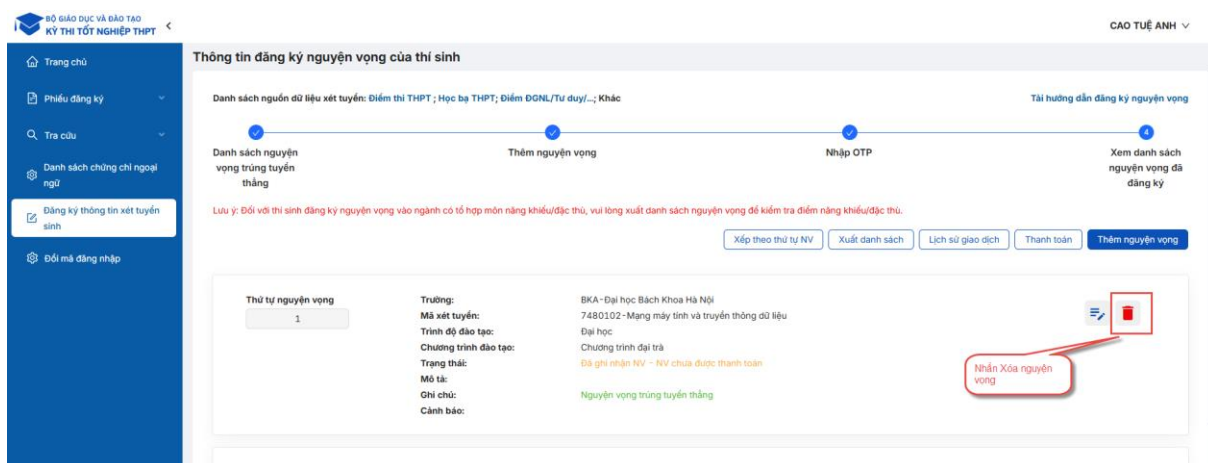 BỘ GIÁO DỤC VÀ ĐÀO TẠO
KỲ THI TỐT NGHIỆP THPT
CAO TUỆ ANH
Trang chủ
Phiếu đăng ký
Tra cứu
Danh sách chứng chỉ ngoại
ngữ
Đăng ký thông tin xét tuyển
sinh
Đổi mã đăng nhập
Thông tin đăng ký nguyện vọng của thí sinh
Danh sách nguồn dữ liệu xét tuyển: Điểm thi THPT ; Học bạ THPT; Điểm ĐGNL/Tư duy/...; Khác
Tải hướng dẫn đăng ký nguyện vọng
Danh sách nguyện
vọng trúng tuyển
thẳng
Thêm nguyện vọng
Nhập OTP
4
Xem danh sách
nguyện vọng đã
đăng ký
Lưu ý: Đối với thí sinh đăng ký nguyện vọng vào ngành có tổ hợp môn năng khiếu/đặc thù, vui lòng xuất danh sách nguyện vọng để kiểm tra điểm năng khiếu/đặc thù.
Xếp theo thứ tự NV
Xuất danh sách
Lịch sử giao dịch
Thanh toán
Thêm nguyện vọng
Thứ tự nguyện vọng
1
Trường: BKA-Đại học Bách Khoa Hà Nội
Mã xét tuyển: 7480102-Mạng máy tính và truyền thông dữ liệu
Trình độ đào tạo: Đại học
Chương trình đào tạo: Chương trình đại trà
Trạng thái: Đã ghi nhận NV - NV chưa được thanh toán
Mô tả:
Ghi chú: Nguyện vọng trúng tuyển thẳng
Cảnh báo:
Nhấn Xóa nguyện
vọng